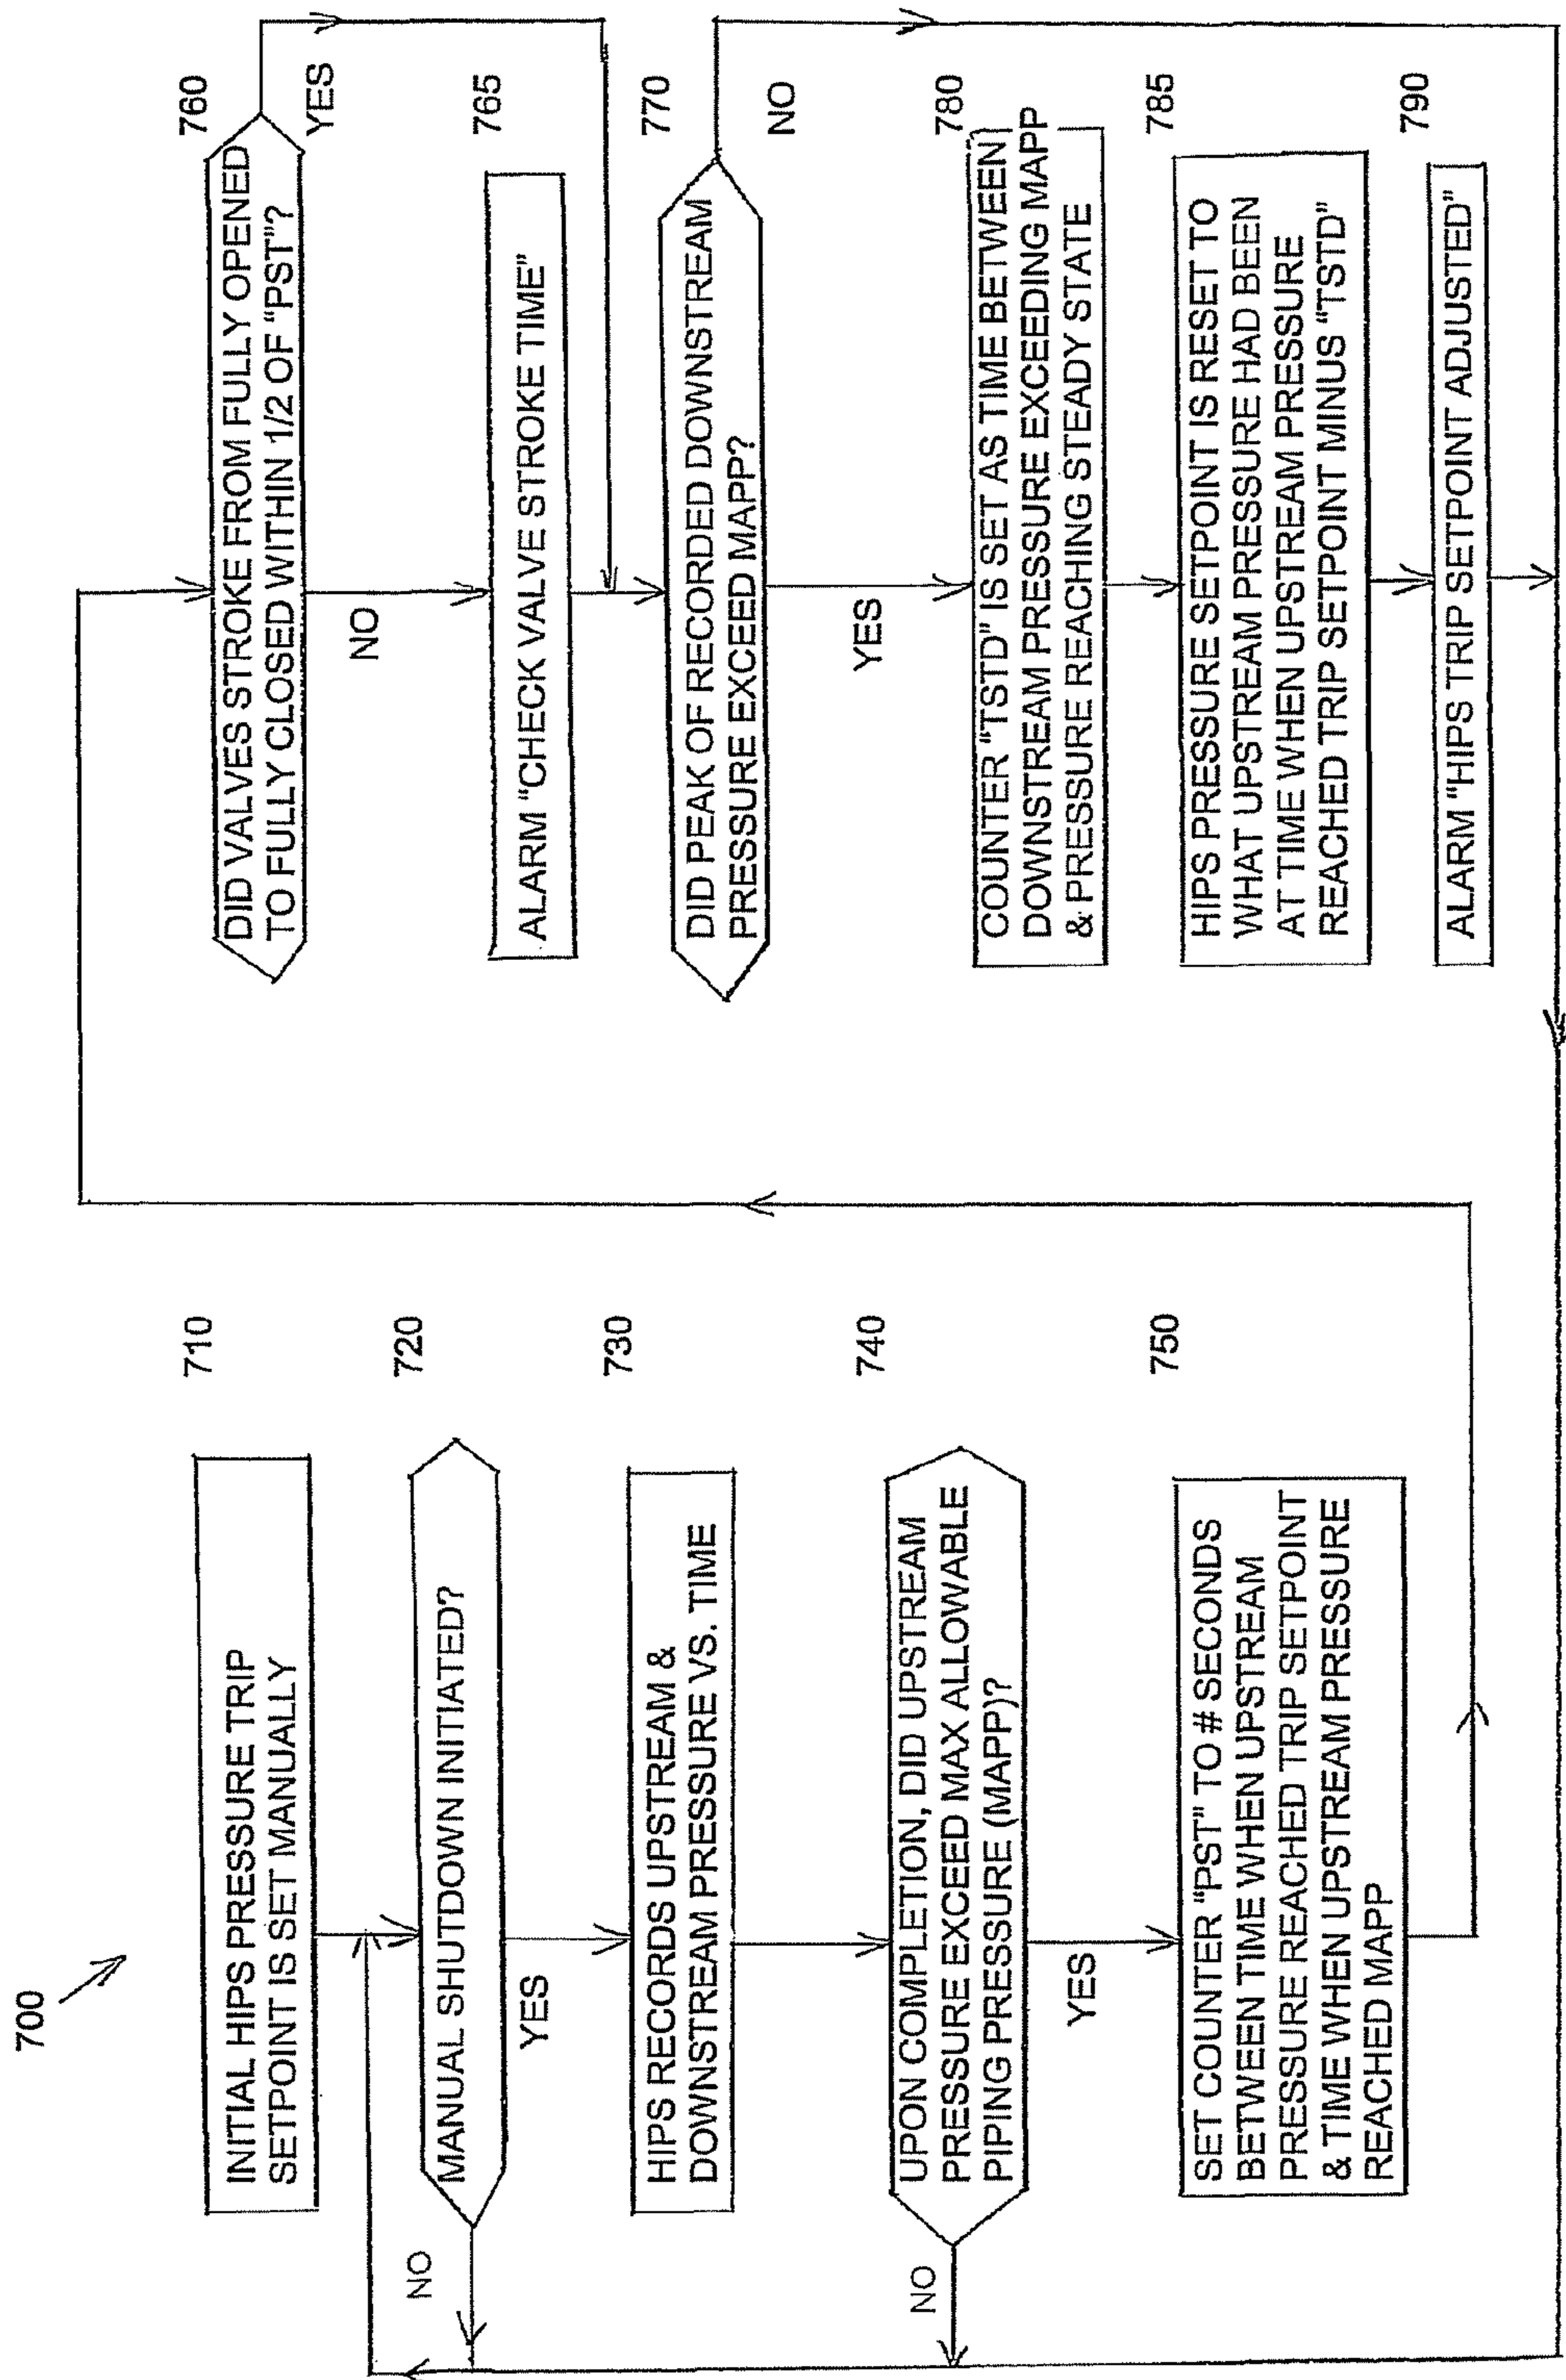 700
710
INITIAL HIPS PRESSURE TRIP
SETPOINT IS SET MANUALLY
720
MANUAL SHUTDOWN INITIATED?
NO
YES
730
HIPS RECORDS UPSTREAM &
DOWNSTREAM PRESSURE VS. TIME
740
UPON COMPLETION, DID UPSTREAM
PRESSURE EXCEED MAX ALLOWABLE
PIPING PRESSURE (MAPP)?
NO
YES
750
SET COUNTER "PST" TO # SECONDS
BETWEEN TIME WHEN UPSTREAM
PRESSURE REACHED TRIP SETPOINT
& TIME WHEN UPSTREAM PRESSURE
REACHED MAPP
760
DID VALVES STROKE FROM FULLY OPENED
TO FULLY CLOSED WITHIN 1/2 OF "PST"?
YES
NO
765
ALARM "CHECK VALVE STROKE TIME"
770
DID PEAK OF RECORDED DOWNSTREAM
PRESSURE EXCEED MAPP?
NO
YES
780
COUNTER "TSTD" IS SET AS TIME BETWEEN
DOWNSTREAM PRESSURE EXCEEDING MAPP
& PRESSURE REACHING STEADY STATE
785
HIPS PRESSURE SETPOINT IS RESET TO
WHAT UPSTREAM PRESSURE HAD BEEN
AT TIME WHEN UPSTREAM PRESSURE
REACHED TRIP SETPOINT MINUS "TSTD"
790
ALARM "HIPS TRIP SETPOINT ADJUSTED"